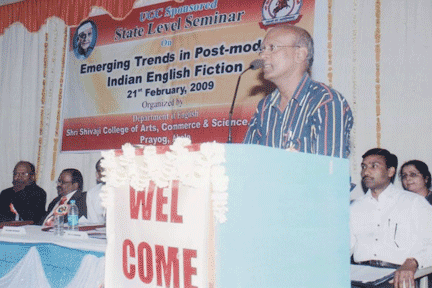 UGC Sponsored
State Level Seminar
On
Emerging Trends in Post-mod
Indian English Fiction
21st February, 2009
Organized by
Department of English
Shri Shivaji College of Arts, Commerce & Science,
WEL
COME